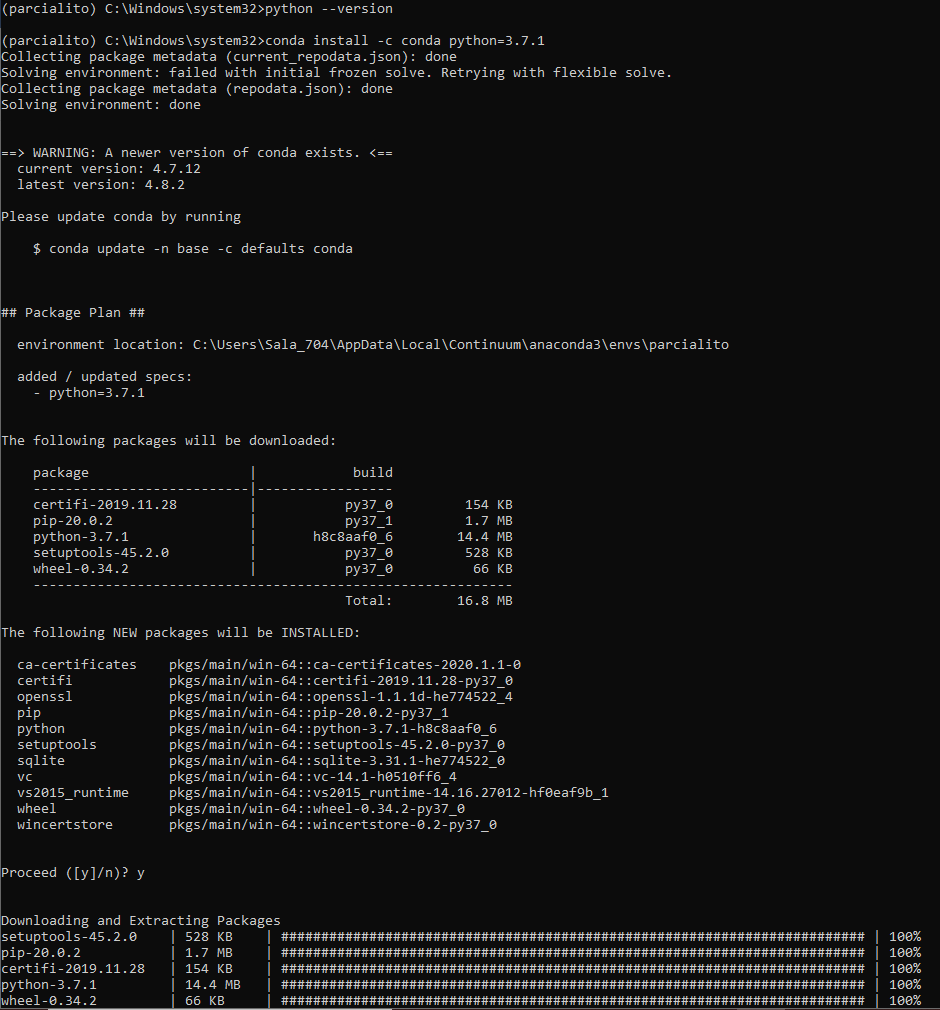 (parcialito) C:\Windows\system32>python --version
(parcialito) C:\Windows\system32>conda install -c conda python=3.7.1
Collecting package metadata (current_repodata.json): done
Solving environment: failed with initial frozen solve. Retrying with flexible solve.
Collecting package metadata (repodata.json): done
Solving environment: done
==> WARNING: A newer version of conda exists. <==
  current version: 4.7.12
  latest version: 4.8.2
Please update conda by running
    $ conda update -n base -c defaults conda
## Package Plan ##
  environment location: C:\Users\Sala_704\AppData\Local\Continuum\anaconda3\envs\parcialito
  added / updated specs:
    - python=3.7.1
The following packages will be downloaded:
    package                    |            build
    ---------------------------|-----------------
    certifi-2019.11.28         |           py37_0         154 KB
    pip-20.0.2                 |           py37_1         1.7 MB
    python-3.7.1               |       h8c8aaf0_6        14.4 MB
    setuptools-45.2.0          |           py37_0         528 KB
    wheel-0.34.2               |           py37_0          66 KB
    ------------------------------------------------------------
                                           Total:        16.8 MB
The following NEW packages will be INSTALLED:
  ca-certificates    pkgs/main/win-64::ca-certificates-2020.1.1-0
  certifi            pkgs/main/win-64::certifi-2019.11.28-py37_0
  openssl            pkgs/main/win-64::openssl-1.1.1d-he774522_4
  pip                pkgs/main/win-64::pip-20.0.2-py37_1
  python             pkgs/main/win-64::python-3.7.1-h8c8aaf0_6
  setuptools         pkgs/main/win-64::setuptools-45.2.0-py37_0
  sqlite             pkgs/main/win-64::sqlite-3.31.1-he774522_0
  vc                 pkgs/main/win-64::vc-14.1-h0510ff6_4
  vs2015_runtime     pkgs/main/win-64::vs2015_runtime-14.16.27012-hf0eaf9b_1
  wheel              pkgs/main/win-64::wheel-0.34.2-py37_0
  wincertstore       pkgs/main/win-64::wincertstore-0.2-py37_0
Proceed ([y]/n)? y
Downloading and Extracting Packages
setuptools-45.2.0    | 528 KB    | ######################################################################### | 100%
pip-20.0.2           | 1.7 MB    | ######################################################################### | 100%
certifi-2019.11.28   | 154 KB    | ######################################################################### | 100%
python-3.7.1         | 14.4 MB   | ######################################################################### | 100%
wheel-0.34.2         | 66 KB     | ######################################################################### | 100%